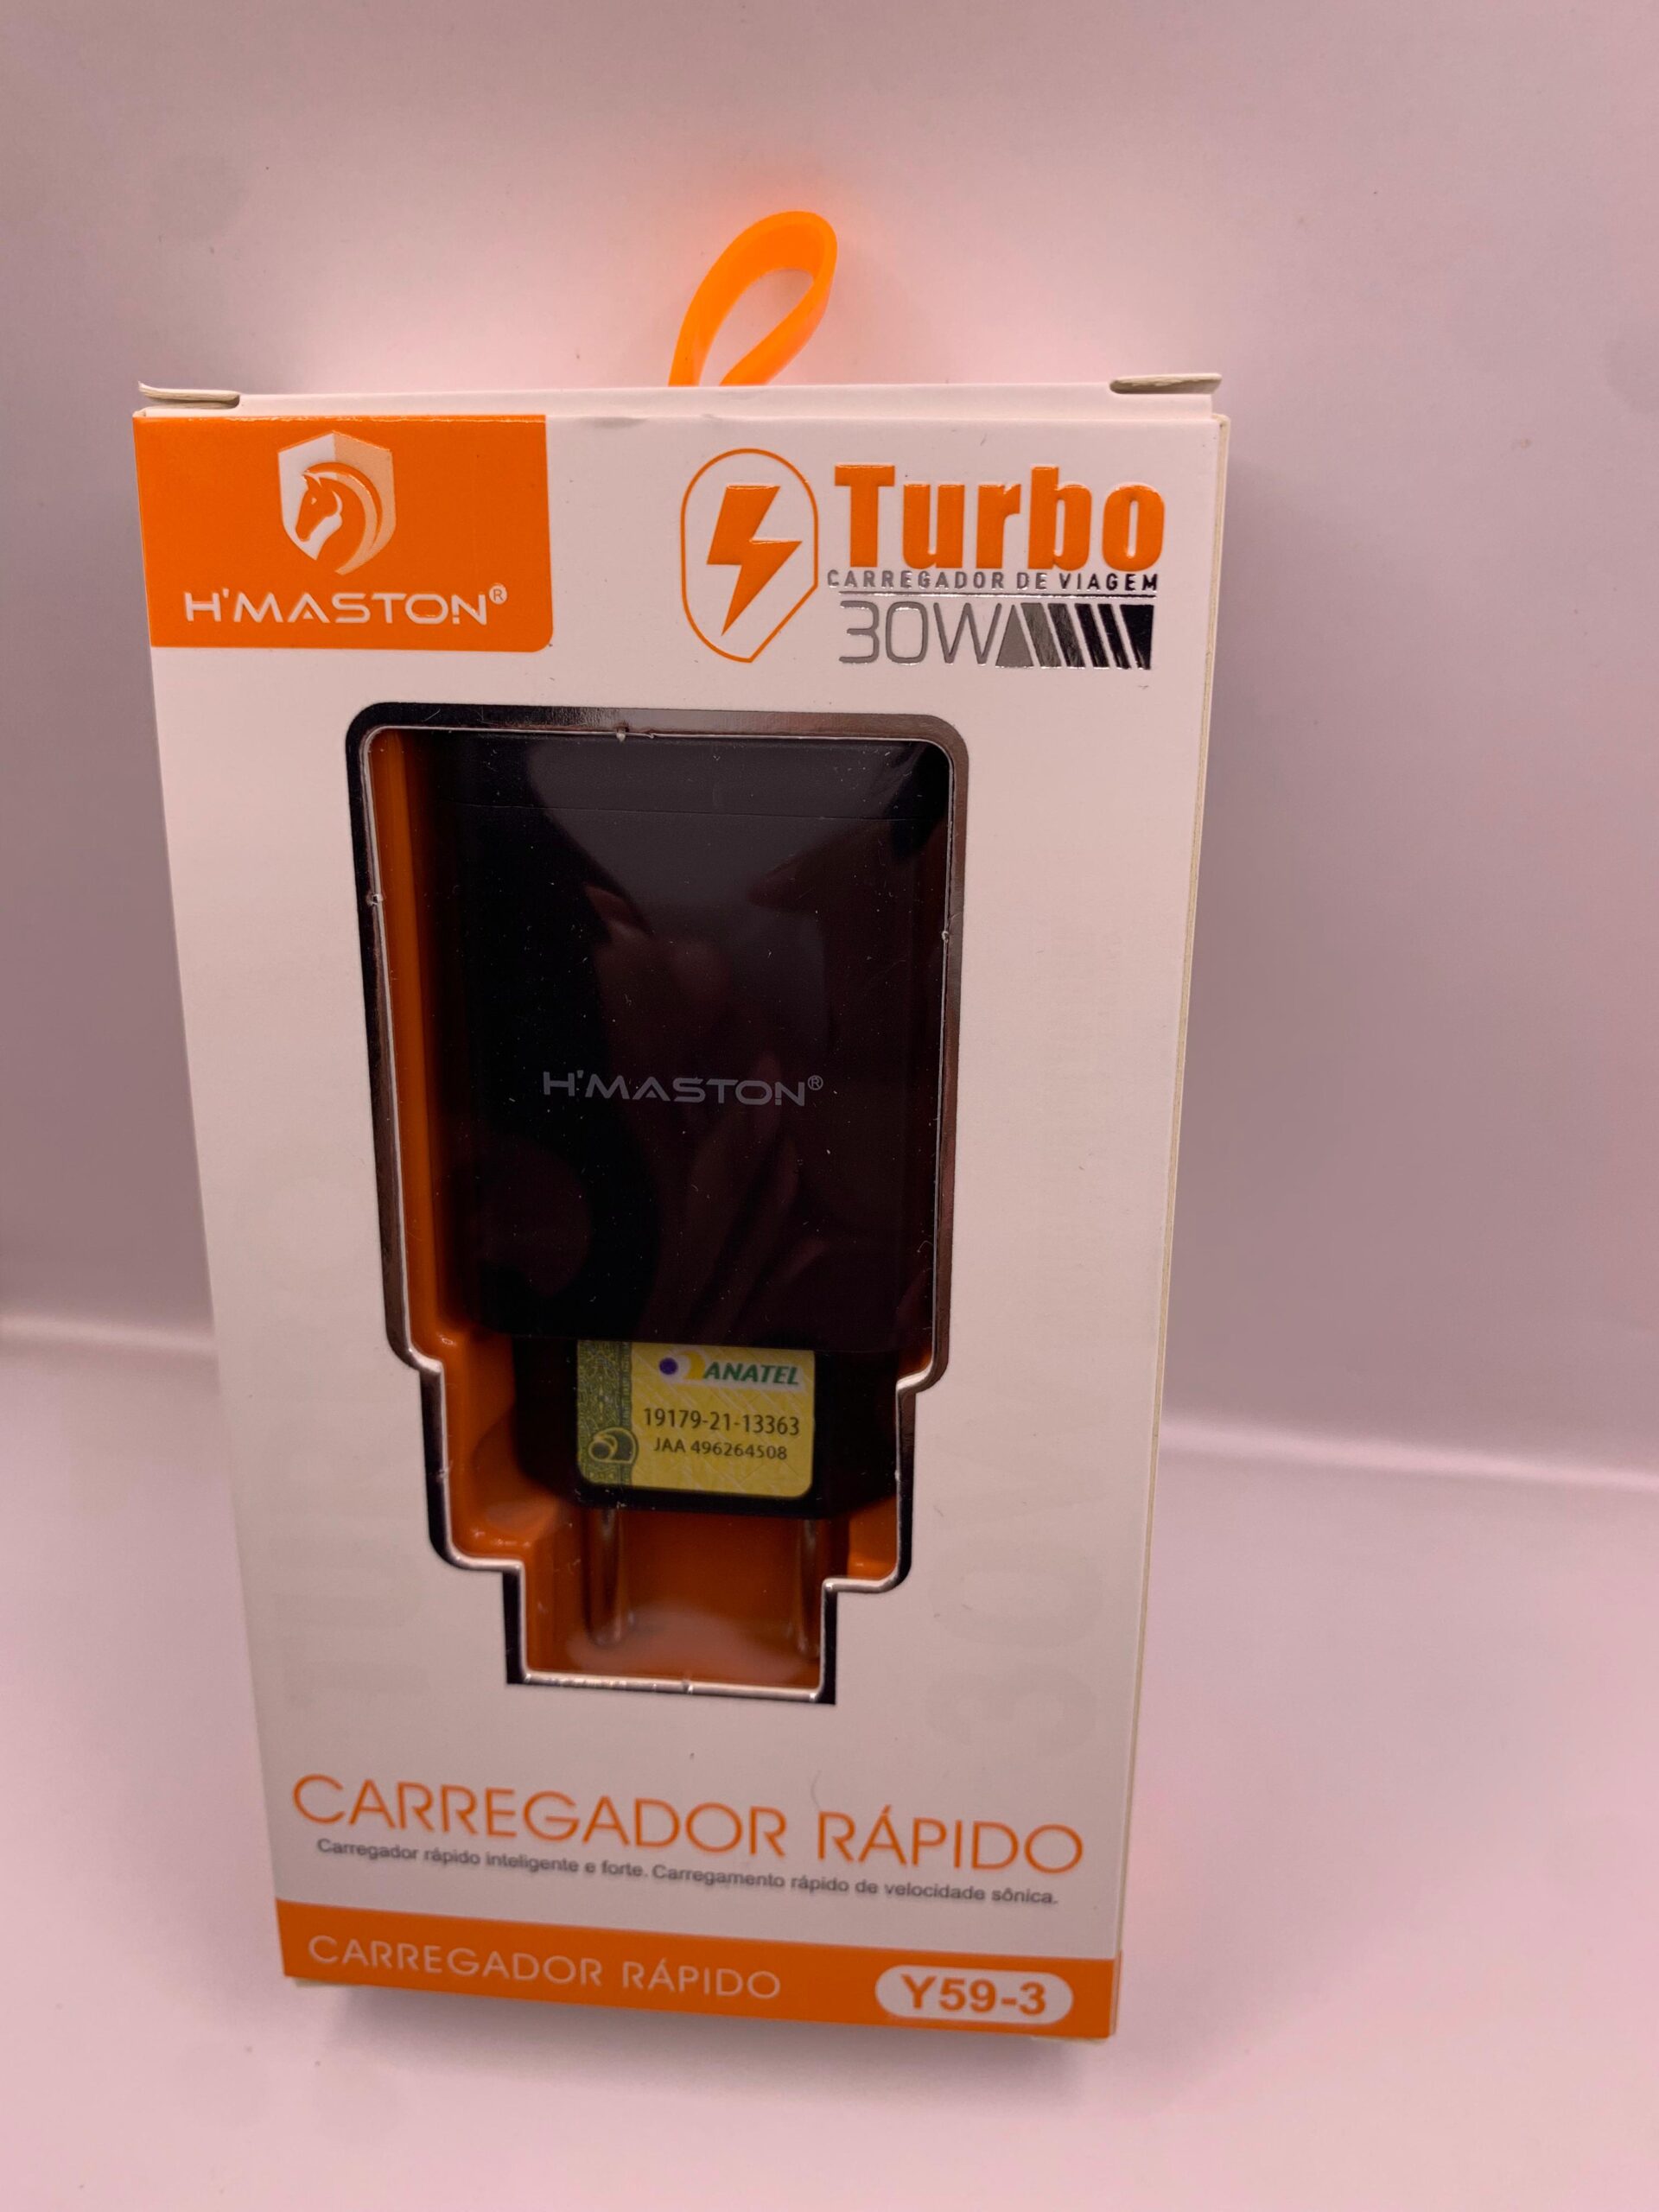 H'MASTON®
Turbo
CARREGADOR DE VIAGEM
30W
H'MASTON®
ANATEL
19179-21-13363
JAA 496264508
CARREGADOR RÁPIDO
Carregador rápido inteligente e forte. Carregamento rápido de velocidade sônica.
CARREGADOR RÁPIDO
Y59-3